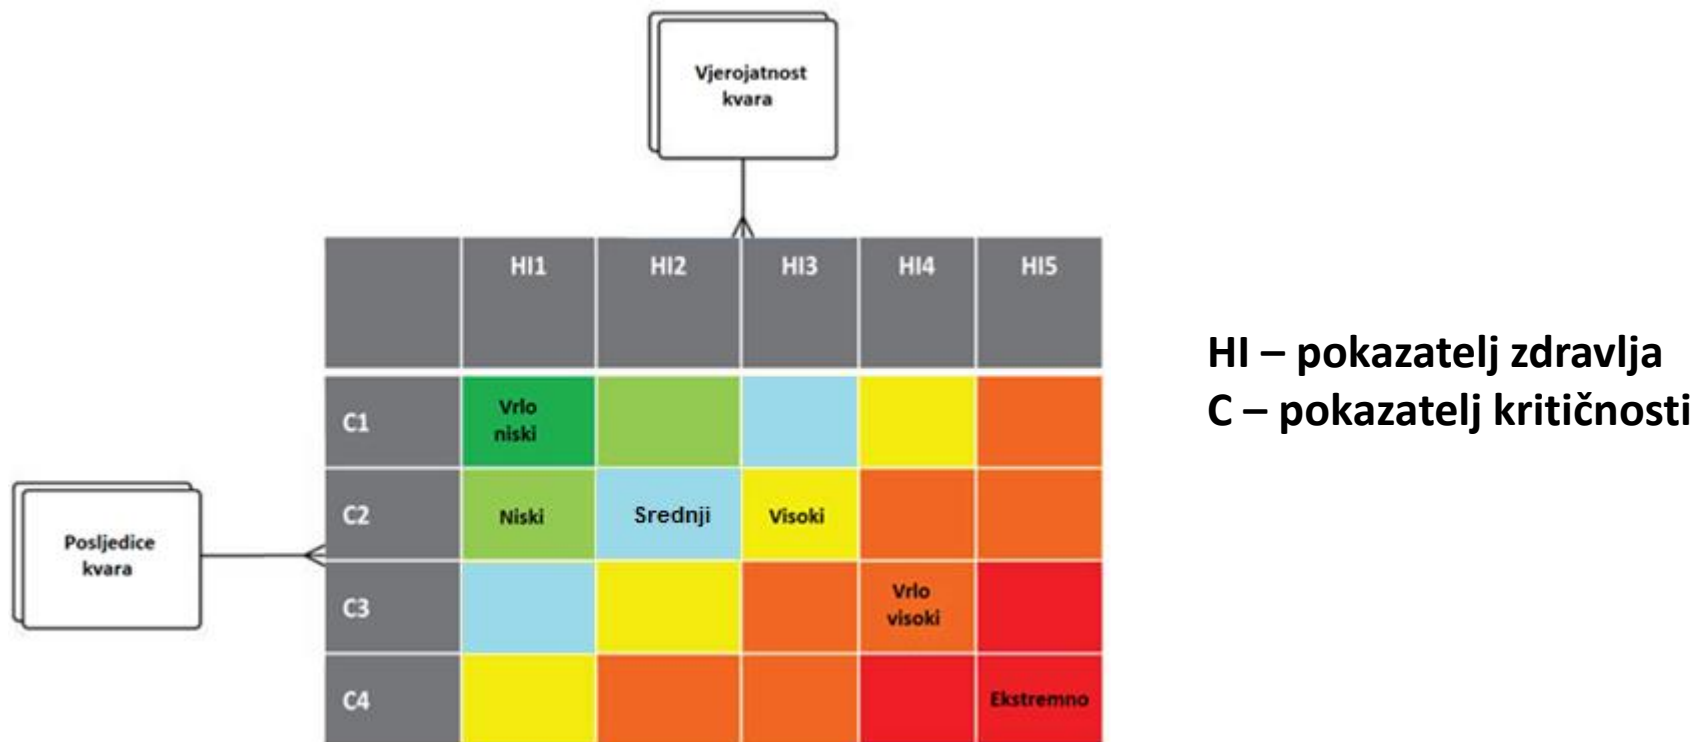 Vjerojatnost
kvara
HI1 HI2 HI3 HI4 HI5
HI – pokazatelj zdravlja
C – pokazatelj kritičnosti
C1 Vrlo
niski
C2 Niski Srednji Visoki
Posljedice
kvara
C3 Vrlo
visoki
C4 Ekstremno